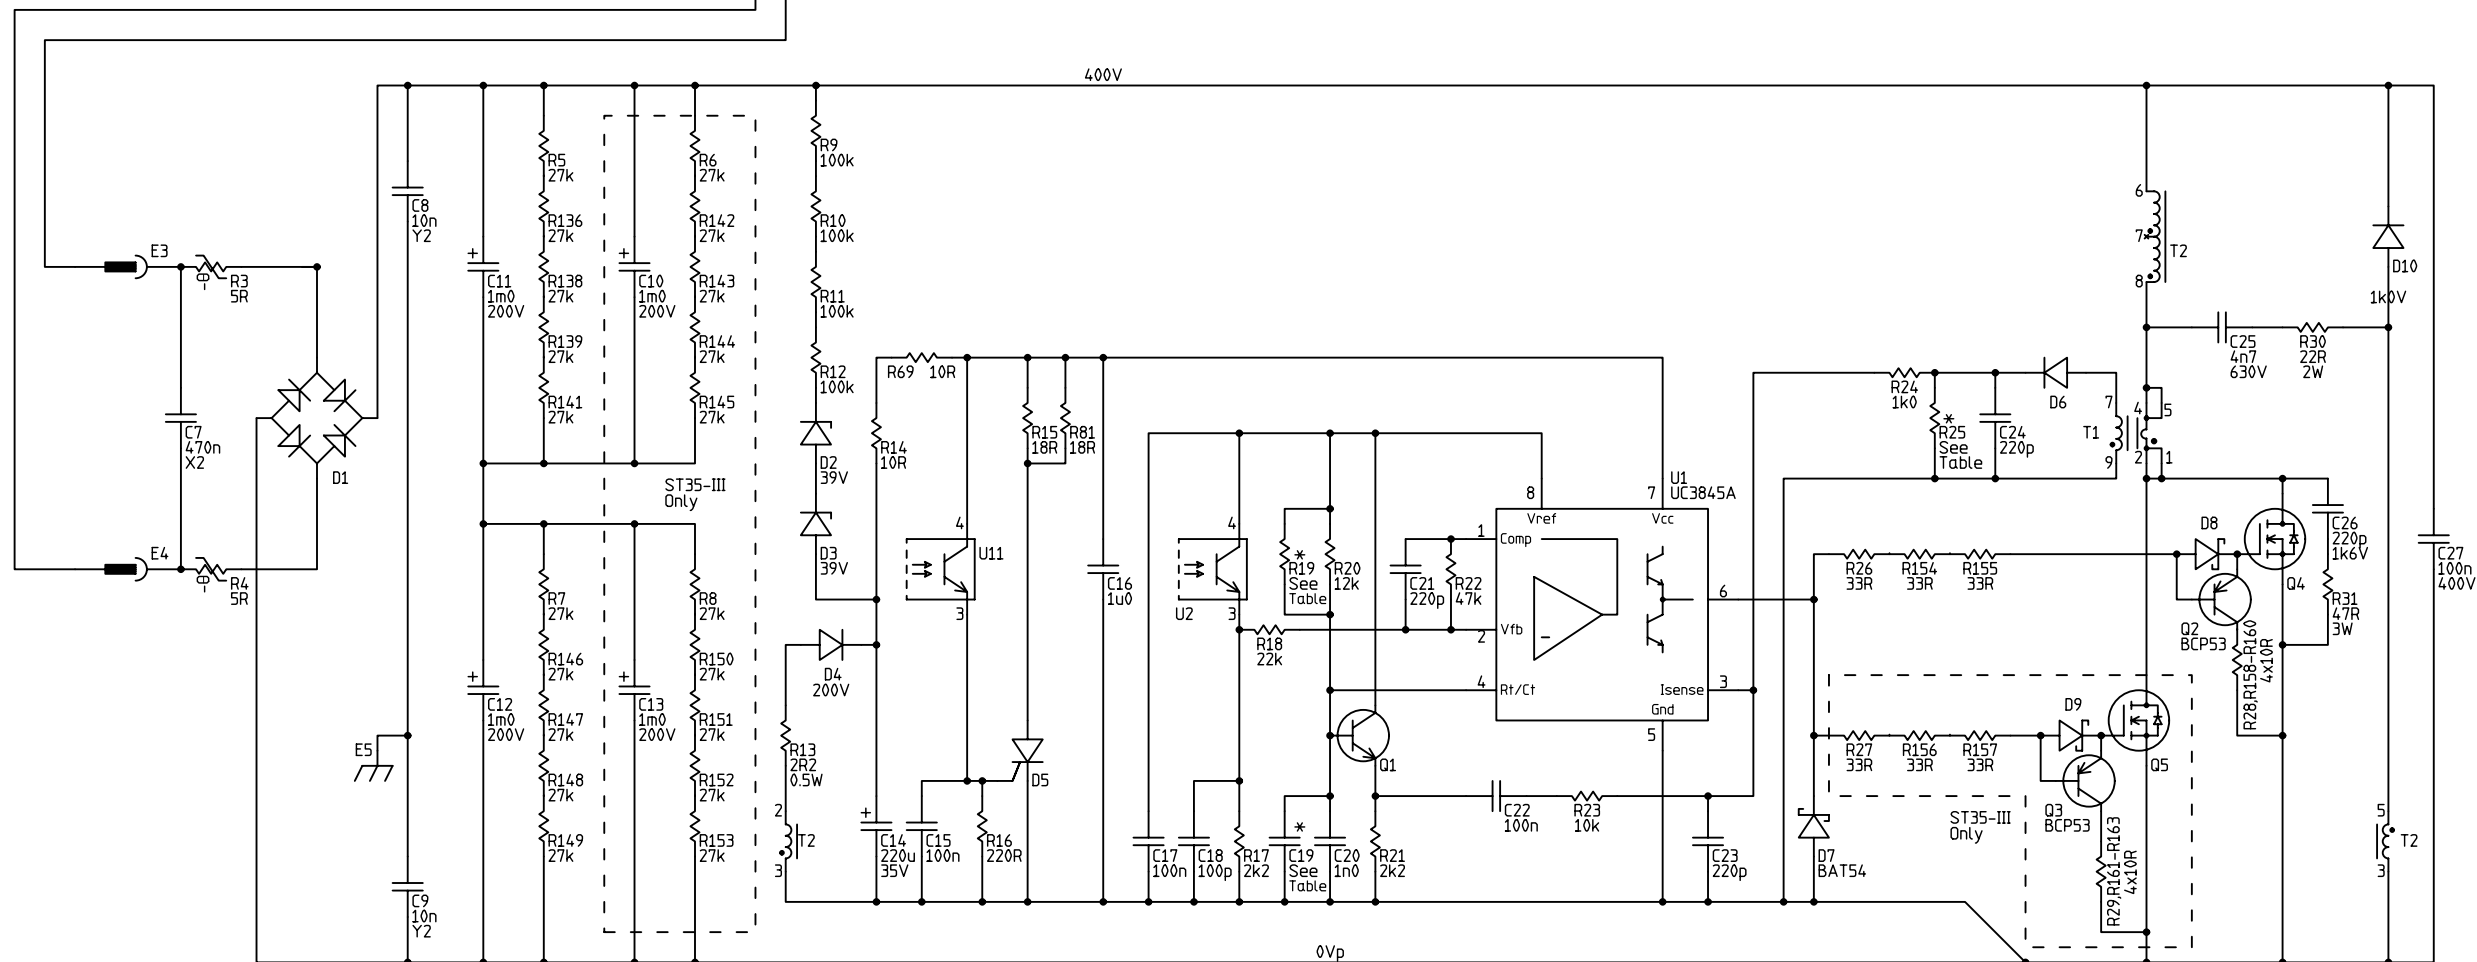 400V
E3
R3
5R
-θ
C7
470n
X2
E4
R4
5R
-θ
D1
C8
10n
Y2
E5
C9
10n
Y2
+
C11
1m0
200V
R5
27k
R136
27k
R138
27k
R139
27k
R141
27k
+
C10
1m0
200V
R6
27k
R142
27k
R143
27k
R144
27k
R145
27k
ST35-III
Only
+
C12
1m0
200V
R7
27k
R146
27k
R147
27k
R148
27k
R149
27k
+
C13
1m0
200V
R8
27k
R150
27k
R151
27k
R152
27k
R153
27k
R9
100k
R10
100k
R11
100k
R12
100k
D2
39V
D3
39V
D4
200V
R13
2R2
0.5W
2
T2
3
R69 10R
R14
10R
+
C14
220u
35V
4
U11
3
C15
100n
R16
220R
R15
18R
R81
18R
D5
C16
1u0
C17
100n
C18
100p
4
U2
3
R17
2k2
R18
22k
*
R19
See
Table
R20
12k
*
C19
See
Table
C20
1n0
Q1
R21
2k2
C21
220p
R22
47k
C22
100n
R23
10k
C23
220p
U1
UC3845A
8
Vref
7
Vcc
1
Comp
2
Vfb
4
Rt/Ct
6
3
Isense
Gnd
5
-
D7
BAT54
R24
1k0
*
R25
See
Table
C24
220p
D6
7
T1
9
4
5
2
1
6
7
8
T2
C25
4n7
630V
R30
22R
2W
D10
1k0V
R26
33R
R154
33R
R155
33R
D8
Q2
BCP53
Q4
R28,R158-R160
4x10R
C26
220p
1k6V
R31
47R
3W
C27
100n
400V
R27
33R
R156
33R
R157
33R
D9
Q3
BCP53
Q5
R29,R161-R163
4x10R
ST35-III
Only
5
T2
3
0Vp